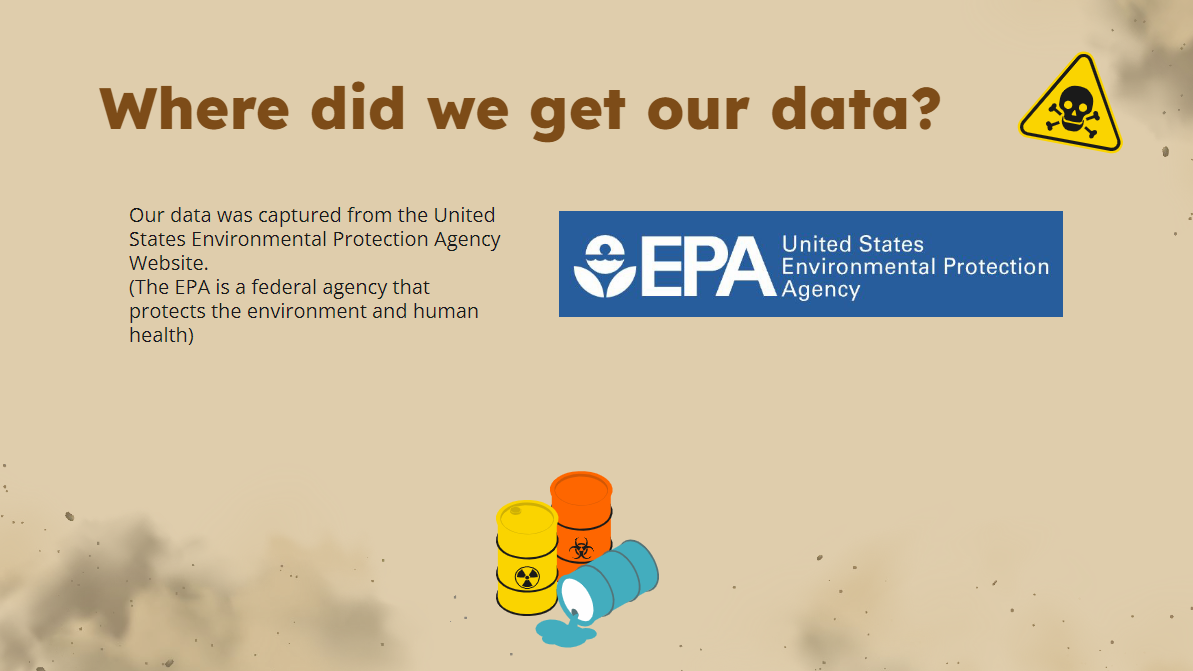 Where did we get our data?
Our data was captured from the United
States Environmental Protection Agency
Website.
(The EPA is a federal agency that
protects the environment and human
health)
EPA
United States
Environmental Protection
Agency